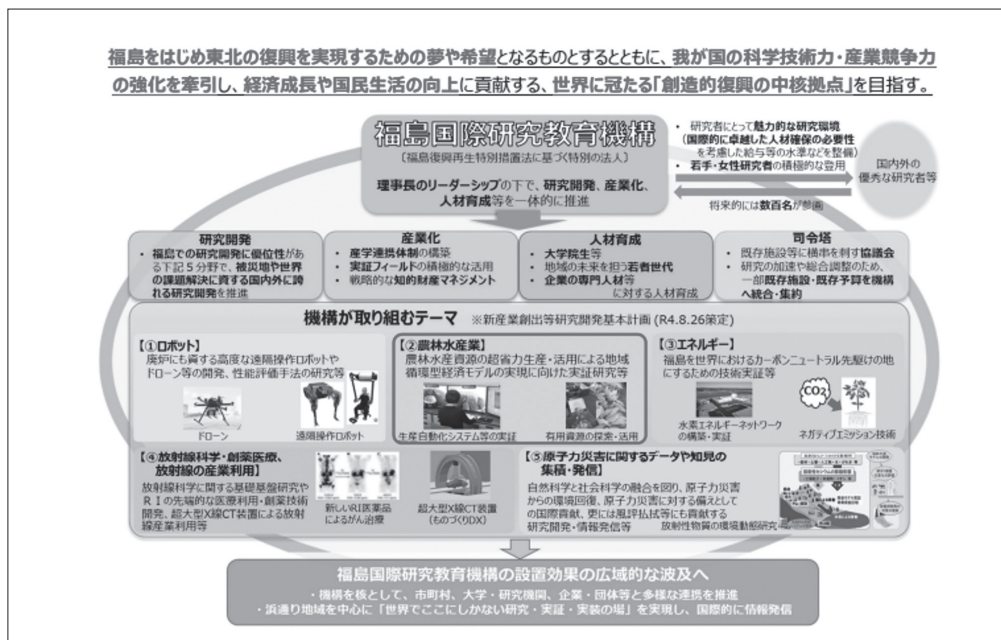 福島をはじめ東北の復興を実現するための夢や希望となるものとするとともに、我が国の科学技術力・産業競争力
の強化を牽引し、経済成長や国民生活の向上に貢献する、世界に冠たる「創造的復興の中核拠点」を目指す。
福島国際研究教育機構
〔福島復興再生特別措置法に基づく特別の法人〕
理事長のリーダーシップの下で、研究開発、産業化、
人材育成等を一体的に推進
• 研究者にとって魅力的な研究環境
(国際的に卓越した人材確保の必要性
を考慮した給与等の水準などを整備)
• 若手・女性研究者の積極的な登用
将来的には数百名が参画
国内外の
優秀な研究者等
研究開発
• 福島での研究開発に優位性があ
る下記5分野で、被災地や世界
の課題解決に資する国内外に誇
れる研究開発を推進
産業化
• 産学連携体制の構築
• 実証フィールドの積極的な活用
• 戦略的な知的財産マネジメント
人材育成
• 大学院生等
• 地域の未来を担う若者世代
• 企業の専門人材等
に対する人材育成
司令塔
• 既存施設等に横串を刺す協議会
• 研究の加速や総合調整のため、
一部既存施設・既存予算を機構
へ統合・集約
機構が取り組むテーマ ※新産業創出等研究開発基本計画 (R4.8.26策定)
【①ロボット】
廃炉にも資する高度な遠隔操作ロボットや
ドローン等の開発、性能評価手法の研究等
ドローン
遠隔操作ロボット
【②農林水産業】
農林水産資源の超省力生産・活用による地域
循環型経済モデルの実現に向けた実証研究等
生産自動化システム等の実証
有用資源の探索・活用
【③エネルギー】
福島を世界におけるカーボンニュートラル先駆けの地
にするための技術実証等
CO2
水素エネルギーネットワーク
の構築・実証
ネガティブエミッション技術
【④放射線科学・創薬医療、
放射線の産業利用】
放射線科学に関する基礎基盤研究や
RIの先端的な医療利用・創薬技術
開発、超大型X線CT装置による放射
線産業利用等
新しいRI医薬品
によるがん治療
超大型X線CT装置
(ものづくりDX)
【⑤原子力災害に関するデータや知見の
集積・発信】
自然科学と社会科学の融合を図り、原子力災害
からの環境回復、原子力災害に対する備えとし
ての国際貢献、更には風評払拭等にも貢献する
研究開発・情報発信等
放射性物質の環境動態研究
福島国際研究教育機構の設置効果の広域的な波及へ
・機構を核として、市町村、大学・研究機関、企業・団体等と多様な連携を推進
・浜通り地域を中心に「世界でここにしかない研究・実証・実装の場」を実現し、国際的に情報発信